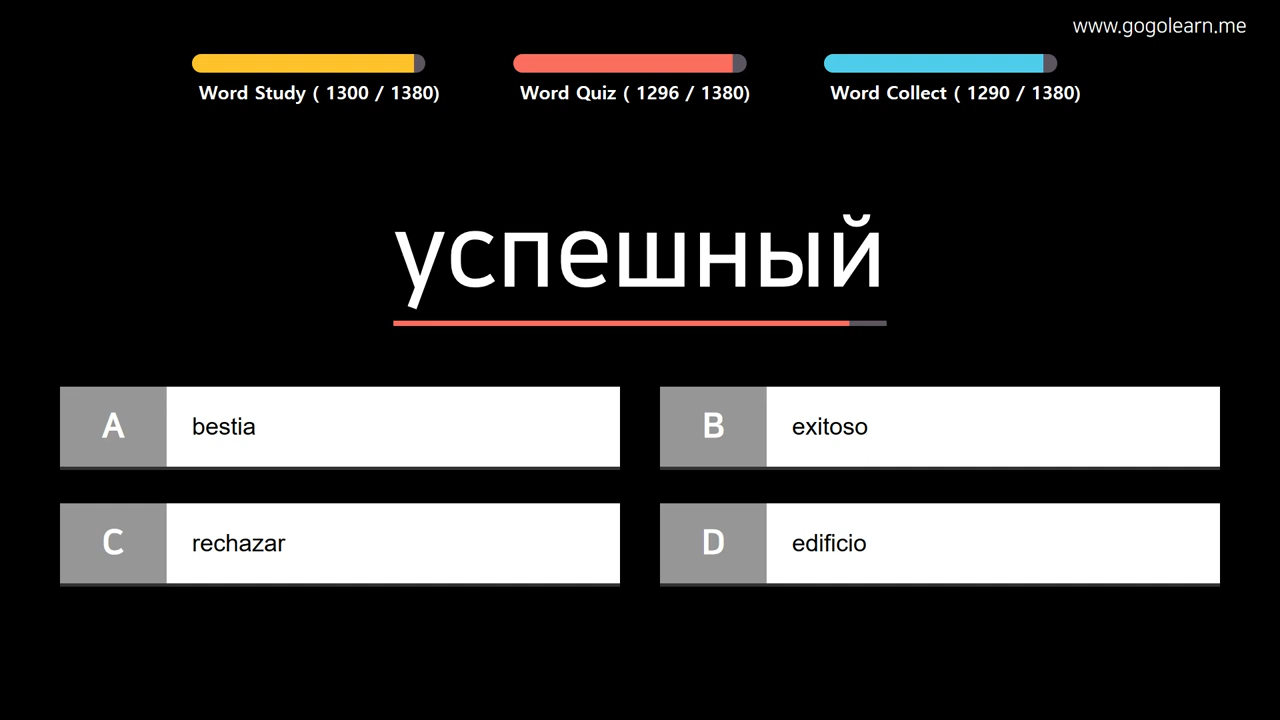 www.gogolearn.me
Word Study ( 1300 / 1380)
Word Quiz ( 1296 / 1380)
Word Collect ( 1290 / 1380)
успешный
A bestia
B exitoso
C rechazar
D edificio